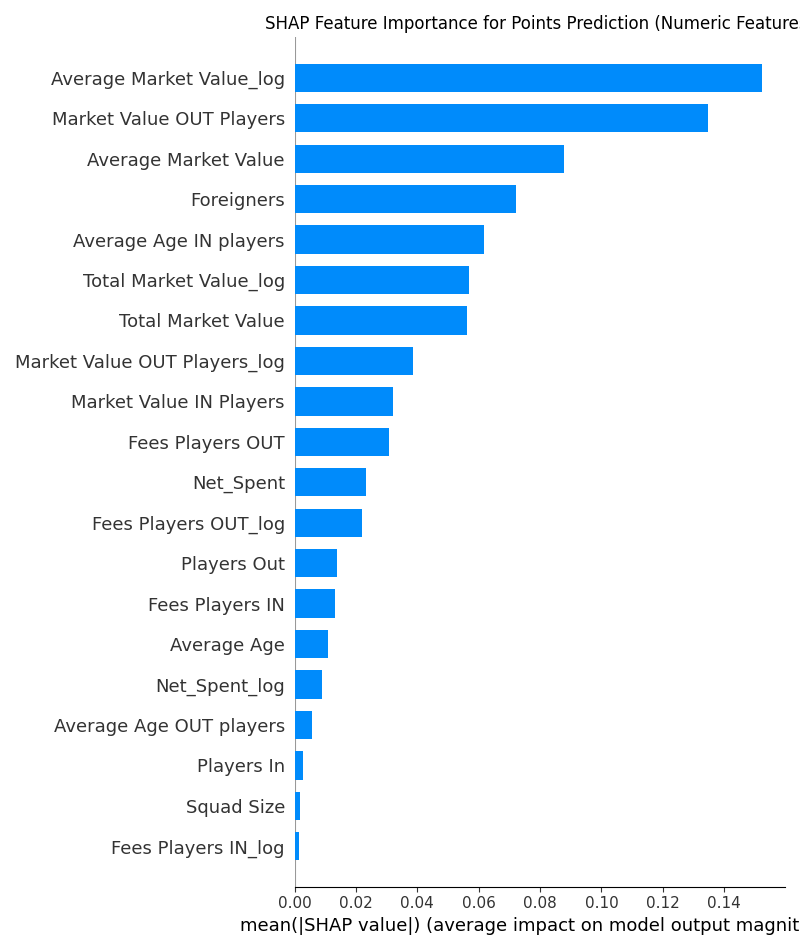 SHAP Feature Importance for Points Prediction (Numeric Features
Average Market Value_log
Market Value OUT Players
Average Market Value
Foreigners
Average Age IN players
Total Market Value_log
Total Market Value
Market Value OUT Players_log
Market Value IN Players
Fees Players OUT
Net_Spent
Fees Players OUT_log
Players Out
Fees Players IN
Average Age
Net_Spent_log
Average Age OUT players
Players In
Squad Size
Fees Players IN_log
0.00 0.02 0.04 0.06 0.08 0.10 0.12 0.14
mean(|SHAP value|) (average impact on model output magnit